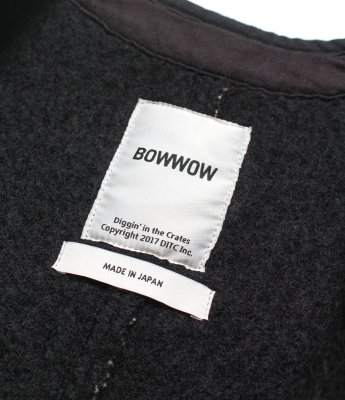 BOWWOW
Diggin' in the Crates
Copyright 2017 DITC Inc.
MADE IN JAPAN